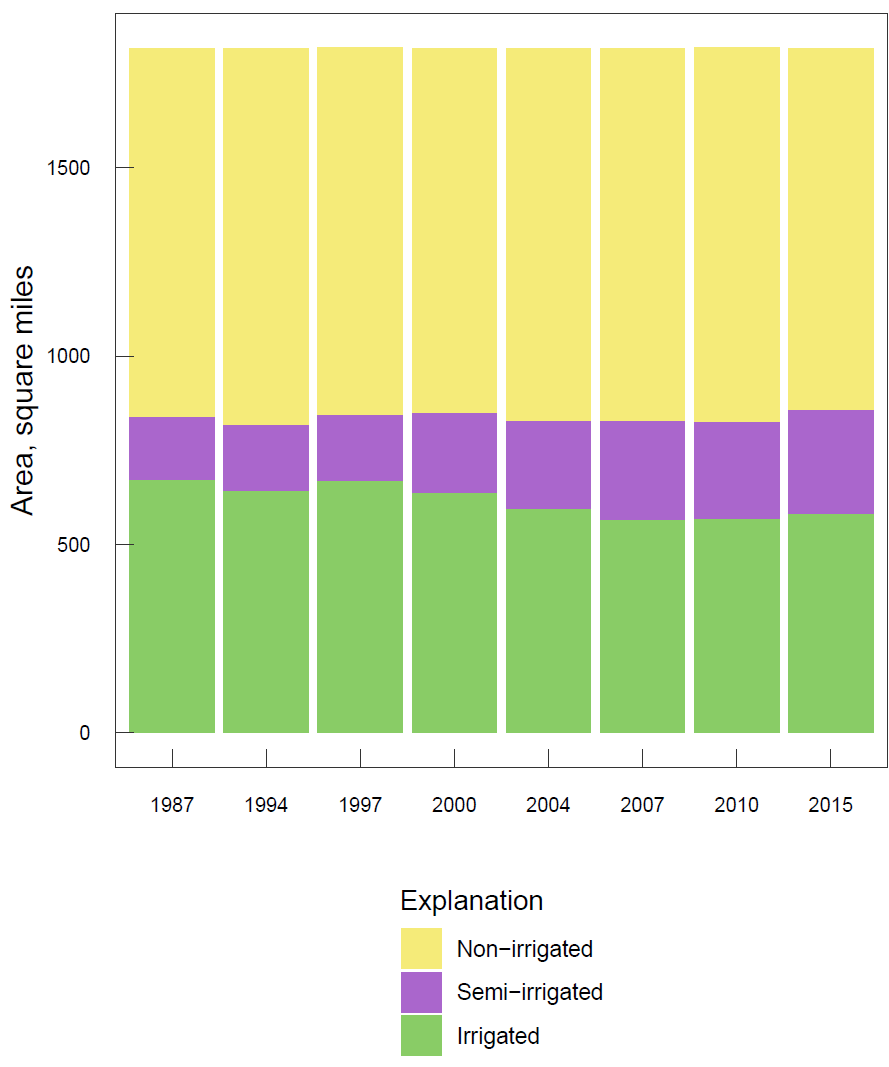 Area, square miles
1500
1000
500
0
1987 1994 1997 2000 2004 2007 2010 2015
Explanation
Non−irrigated
Semi−irrigated
Irrigated